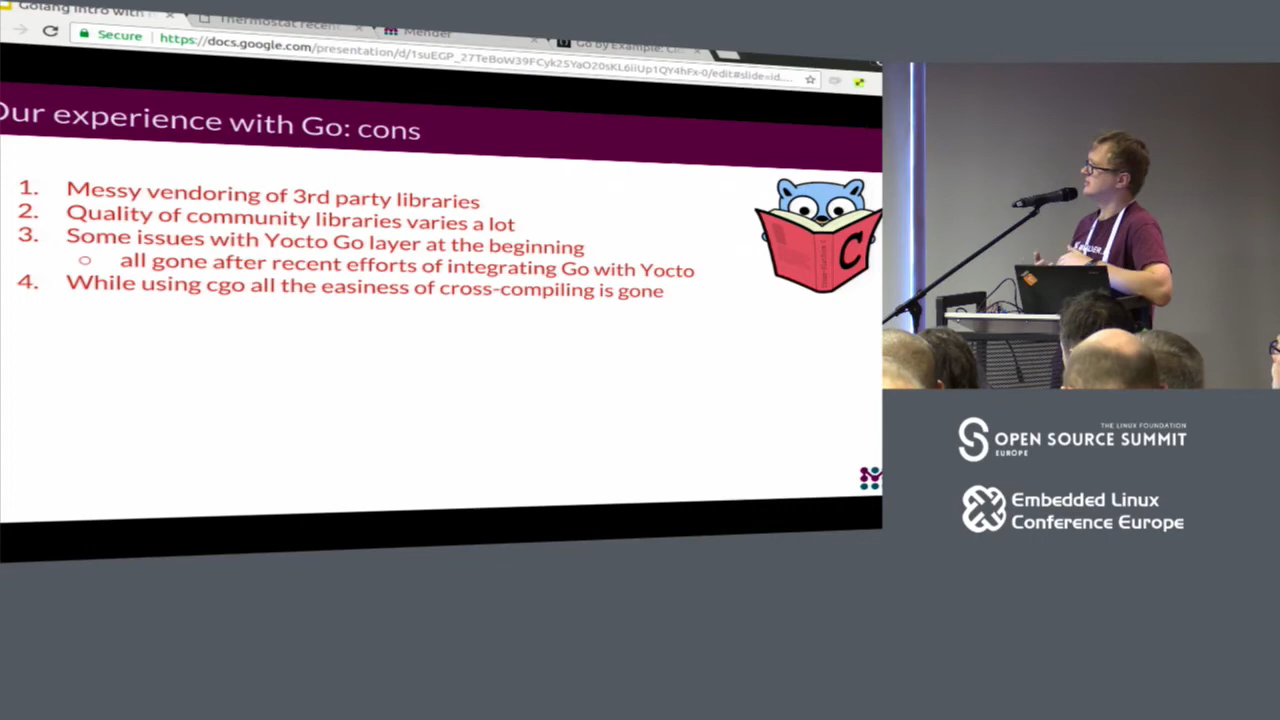 Golang intro with
Thermostat recen
Mender
Go by Example: C
Secure
https://docs.google.com/presentation/d/1suEGP_27TeBoW39FCyk2SYaO20sKL6iiUp1QY4hFx-0/edit#slide=id....
Our experience with Go: cons
1. Messy vendoring of 3rd party libraries
2. Quality of community libraries varies a lot
3. Some issues with Yocto Go layer at the beginning
○ all gone after recent efforts of integrating Go with Yocto
4. While using cgo all the easiness of cross-compiling is gone
C
THE LINUX FOUNDATION
OPEN SOURCE SUMMIT
EUROPE
Embedded Linux
Conference Europe